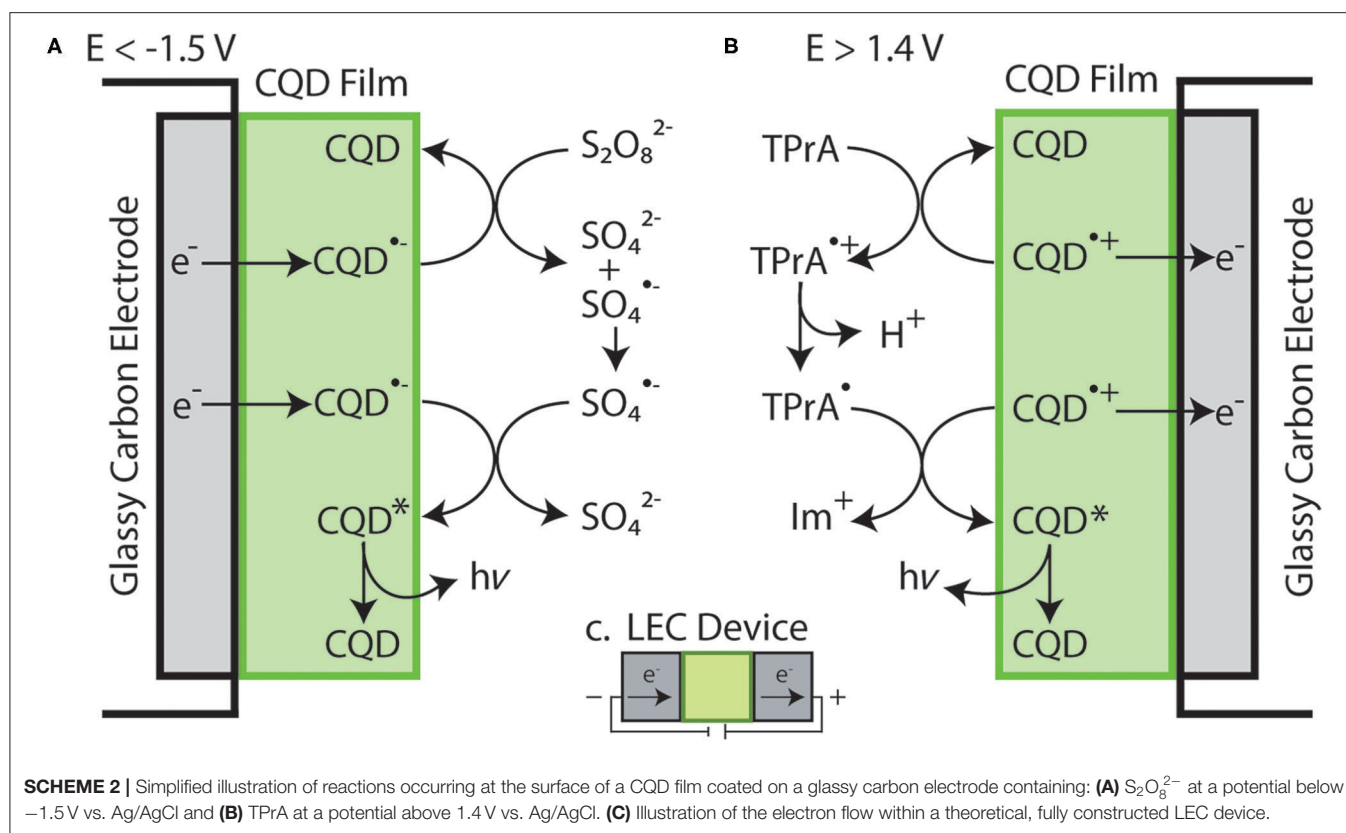 A E < -1.5 V
CQD Film
Glassy Carbon Electrode
CQD
S₂O₈²⁻
e⁻
CQD•⁻
SO₄²⁻
+
SO₄•⁻
e⁻
CQD•⁻
SO₄•⁻
CQD*
SO₄²⁻
hν
CQD
B E > 1.4 V
CQD Film
TPrA
CQD
TPrA•⁺
CQD•⁺
e⁻
H⁺
TPrA•
CQD•⁺
e⁻
Im⁺
CQD*
hν
CQD
Glassy Carbon Electrode
c. LEC Device
e⁻
e⁻
−
+
SCHEME 2 | Simplified illustration of reactions occurring at the surface of a CQD film coated on a glassy carbon electrode containing: (A) S₂O₈²⁻ at a potential below
−1.5 V vs. Ag/AgCl and (B) TPrA at a potential above 1.4 V vs. Ag/AgCl. (C) Illustration of the electron flow within a theoretical, fully constructed LEC device.